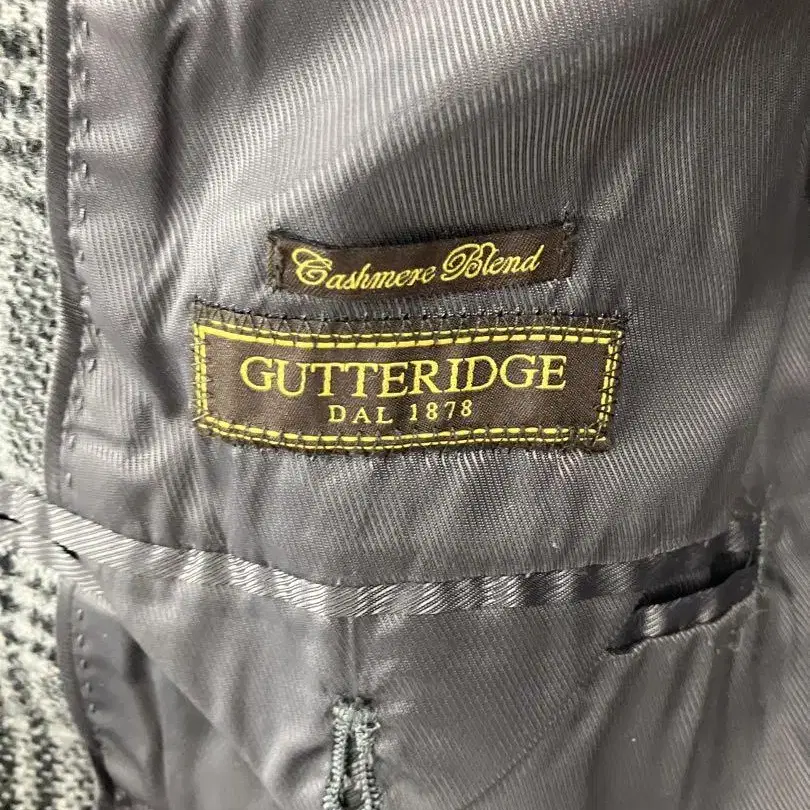 Cashmere Blend
GUTTERIDGE
DAL 1878